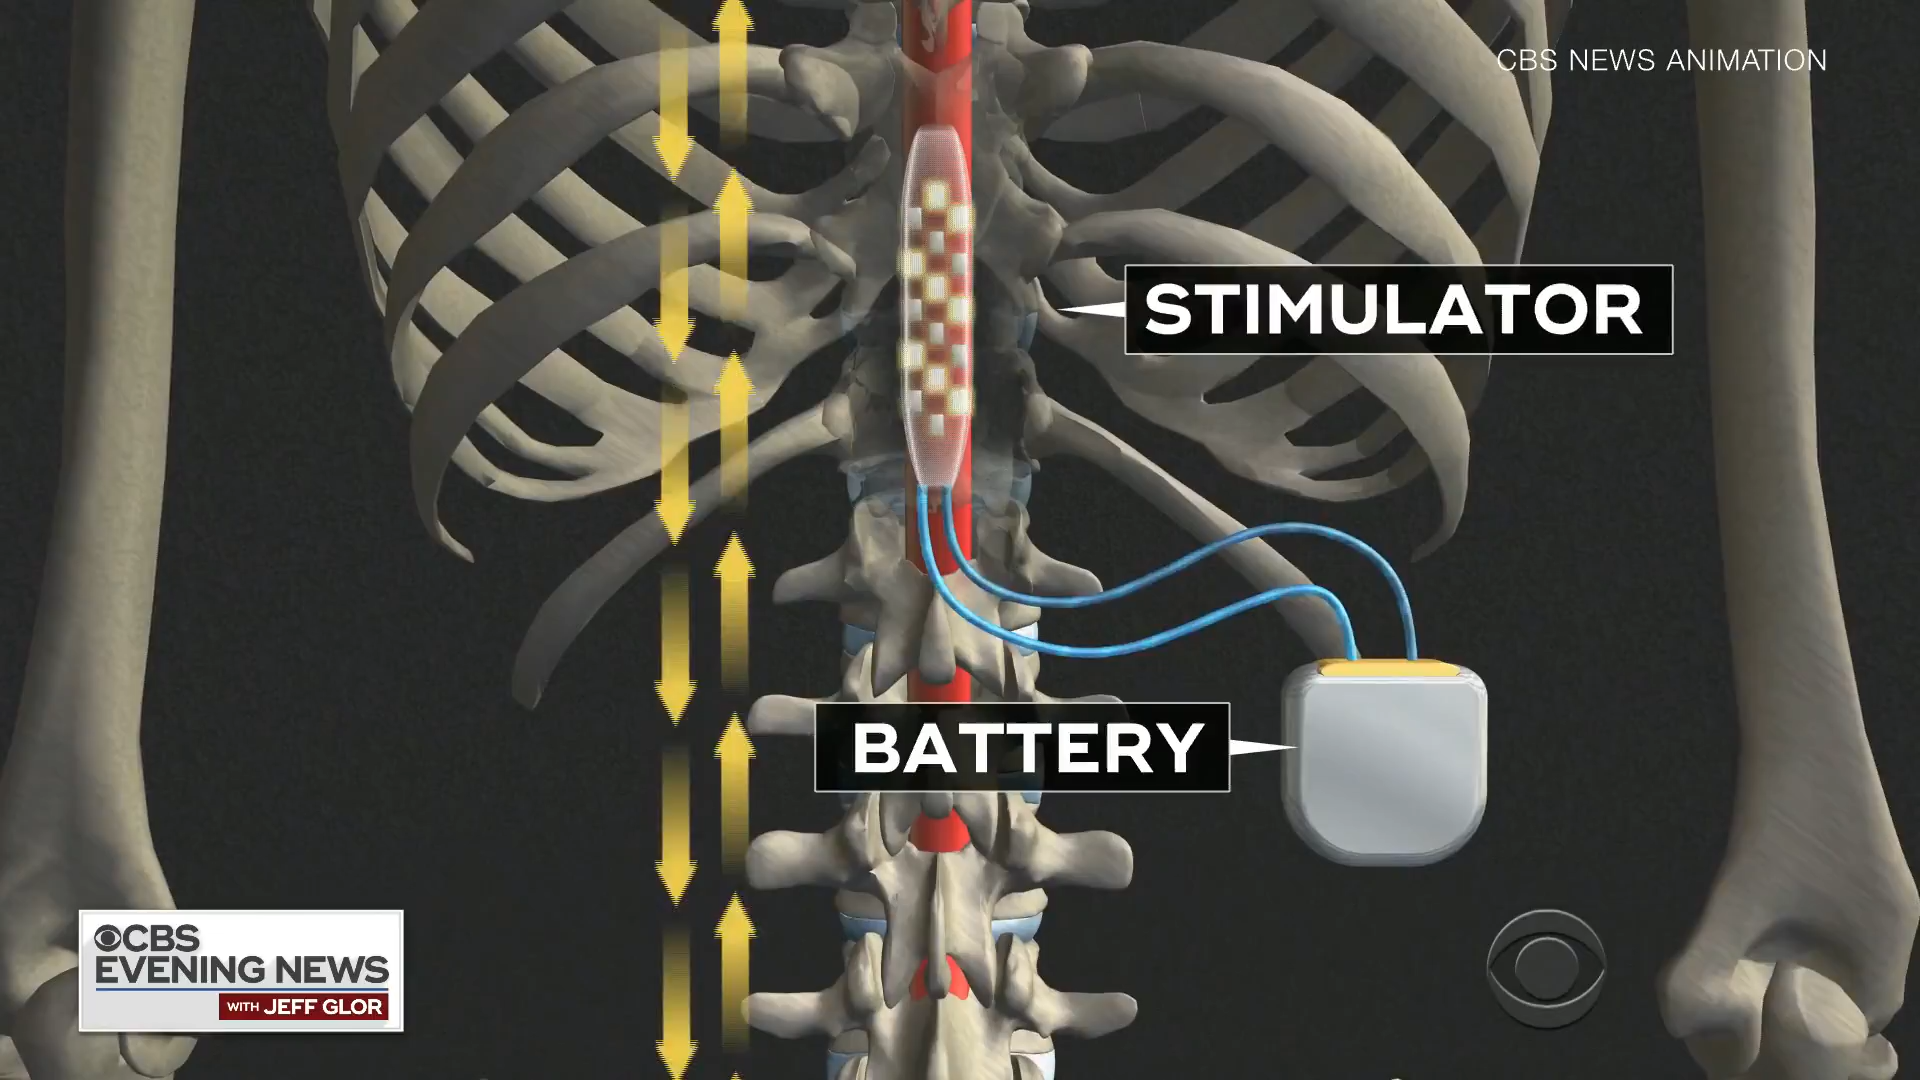 CBS NEWS ANIMATION
STIMULATOR
BATTERY
CBS
EVENING NEWS
WITH JEFF GLOR